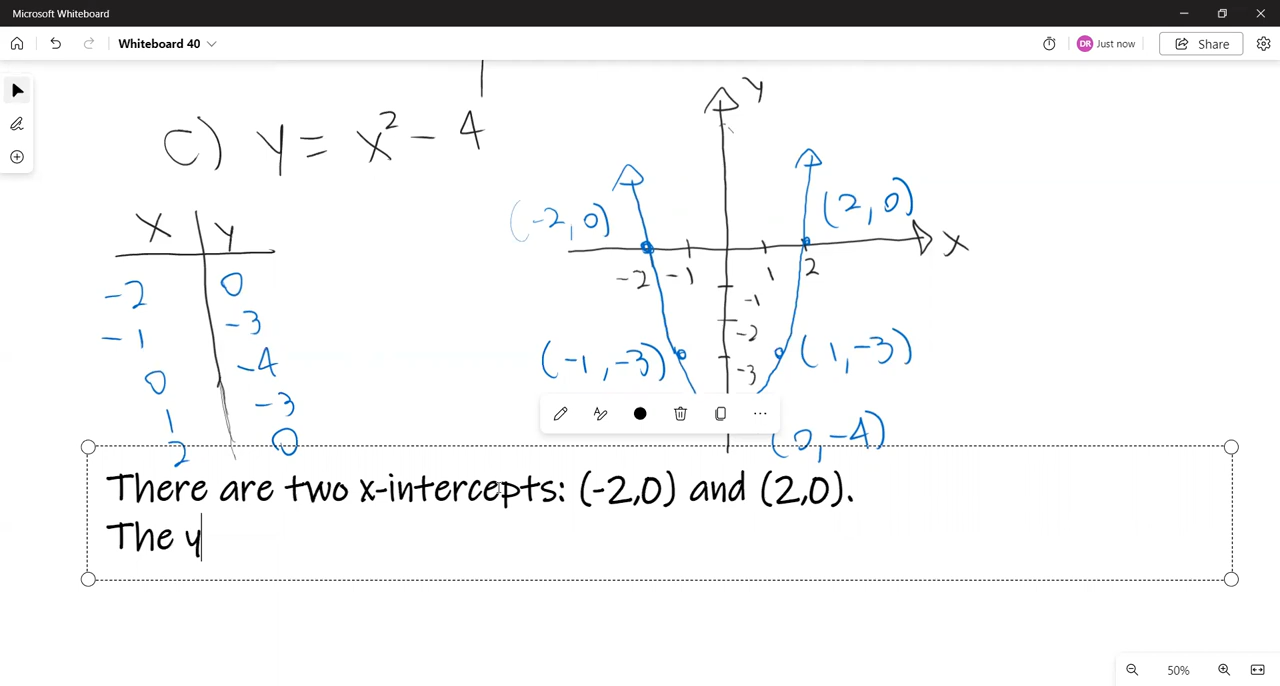 Microsoft Whiteboard
Whiteboard 40
DR Just now
Share
c) y = x² - 4
x y
-2 0
-1 -3
0 -4
1 -3
2 0
y
(-2,0)
(2,0)
x
-2 -1 1 2
-1
-2
-3
(-1,-3)
(1,-3)
(0,-4)
There are two x-intercepts: (-2,0) and (2,0).
The y
50%